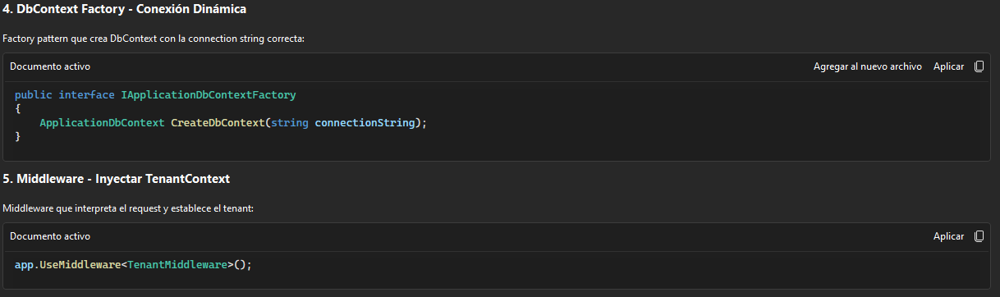 4. DbContext Factory - Conexión Dinámica
Factory pattern que crea DbContext con la connection string correcta:
Documento activo Agregar al nuevo archivo Aplicar
public interface IApplicationDbContextFactory
{
    ApplicationDbContext CreateDbContext(string connectionString);
}
5. Middleware - Inyectar TenantContext
Middleware que interpreta el request y establece el tenant:
Documento activo Aplicar
app.UseMiddleware<TenantMiddleware>();